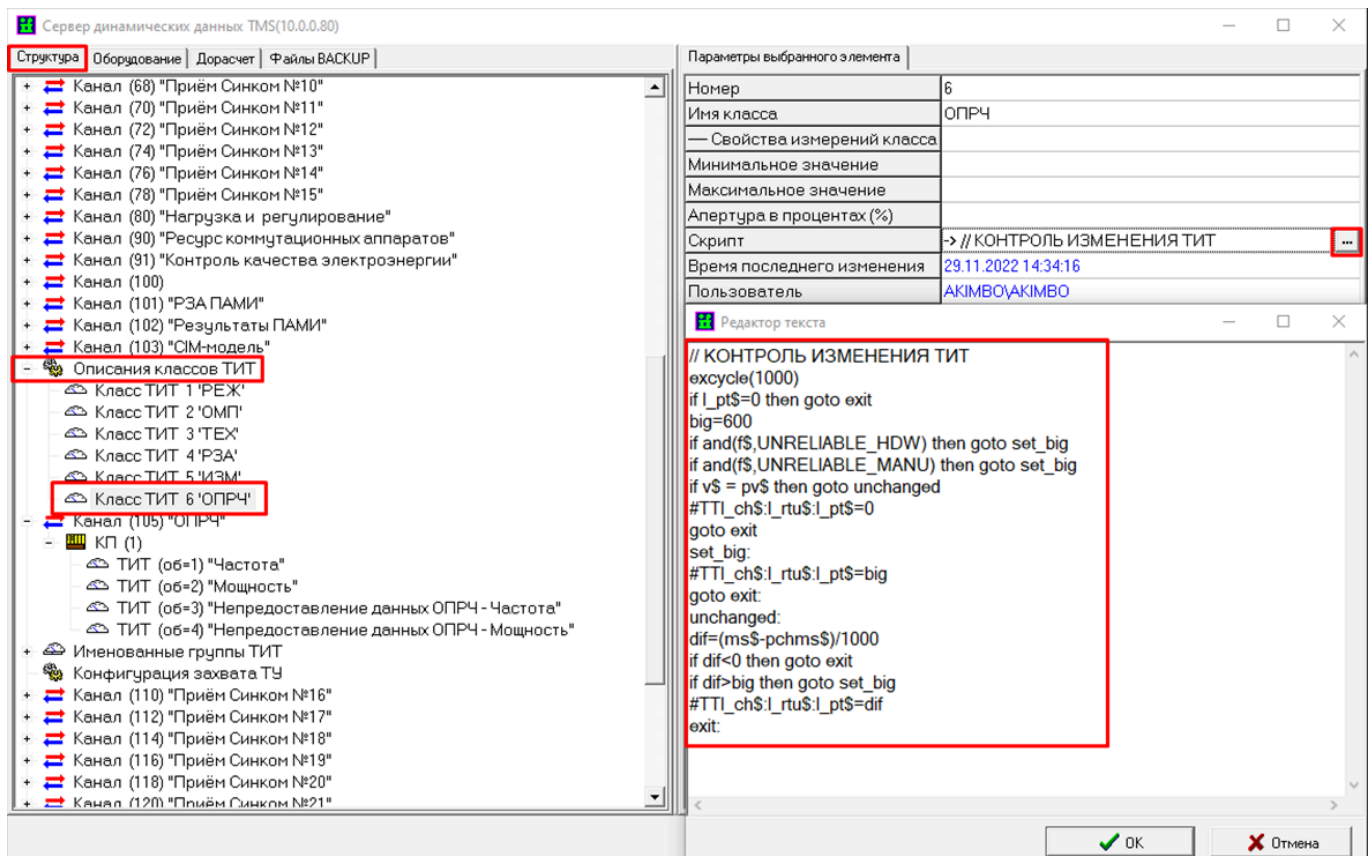 Сервер динамических данных TMS(10.0.0.80)
Структура Оборудование Дорасчет Файлы BACKUP
Канал (68) "Приём Синком №10"
Канал (70) "Приём Синком №11"
Канал (72) "Приём Синком №12"
Канал (74) "Приём Синком №13"
Канал (76) "Приём Синком №14"
Канал (78) "Приём Синком №15"
Канал (80) "Нагрузка и регулирование"
Канал (90) "Ресурс коммутационных аппаратов"
Канал (91) "Контроль качества электроэнергии"
Канал (100)
Канал (101) "РЗА ПАМИ"
Канал (102) "Результаты ПАМИ"
Канал (103) "CIM-модель"
Описания классов ТИТ
Класс ТИТ 1 'РЕЖ'
Класс ТИТ 2 'ОМП'
Класс ТИТ 3 'ТЕХ'
Класс ТИТ 4 'РЗА'
Класс ТИТ 5 'ИЗМ'
Класс ТИТ 6 'ОПРЧ'
Канал (105) "ОПРЧ"
КП (1)
ТИТ (об=1) "Частота"
ТИТ (об=2) "Мощность"
ТИТ (об=3) "Непредоставление данных ОПРЧ - Частота"
ТИТ (об=4) "Непредоставление данных ОПРЧ - Мощность"
Именованные группы ТИТ
Конфигурация захвата ТУ
Канал (110) "Приём Синком №16"
Канал (112) "Приём Синком №17"
Канал (114) "Приём Синком №18"
Канал (116) "Приём Синком №19"
Канал (118) "Приём Синком №20"
Канал (120) "Приём Синком №21"
Параметры выбранного элемента
Номер 6
Имя класса ОПРЧ
— Свойства измерений класса
Минимальное значение
Максимальное значение
Апертура в процентах (%)
Скрипт -> // КОНТРОЛЬ ИЗМЕНЕНИЯ ТИТ ...
Время последнего изменения 29.11.2022 14:34:16
Пользователь AKIMBO\AKIMBO
Редактор текста
// КОНТРОЛЬ ИЗМЕНЕНИЯ ТИТ
excycle(1000)
if l_pt$=0 then goto exit
big=600
if and(f$,UNRELIABLE_HDW) then goto set_big
if and(f$,UNRELIABLE_MANU) then goto set_big
if v$ = pv$ then goto unchanged
#TTl_ch$:l_rtu$:l_pt$=0
goto exit
set_big:
#TTl_ch$:l_rtu$:l_pt$=big
goto exit:
unchanged:
dif=(ms$-pchms$)/1000
if dif<0 then goto exit
if dif>big then goto set_big
#TTl_ch$:l_rtu$:l_pt$=dif
exit:
OK Отмена